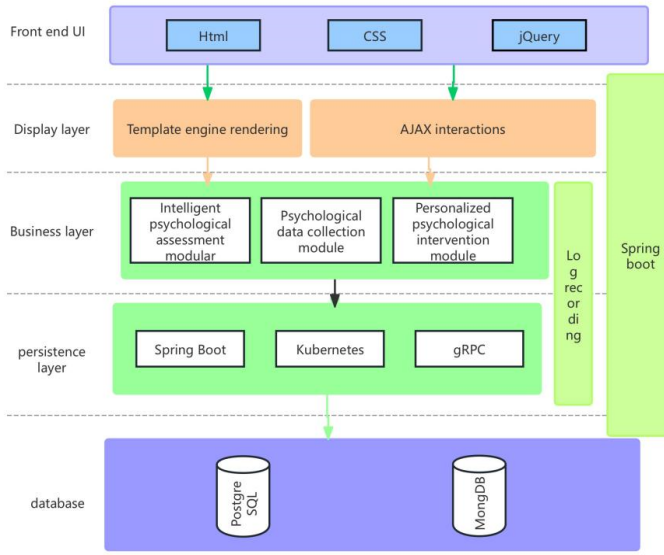 Front end UI
Html
CSS
jQuery
Display layer
Template engine rendering
AJAX interactions
Business layer
Intelligent
psychological
assessment
modular
Psychological
data collection
module
Personalized
psychological
intervention
module
Lo
g rec
or
di
ng
Spring
boot
persistence
layer
Spring Boot
Kubernetes
gRPC
database
Postgre
SQL
MongDB